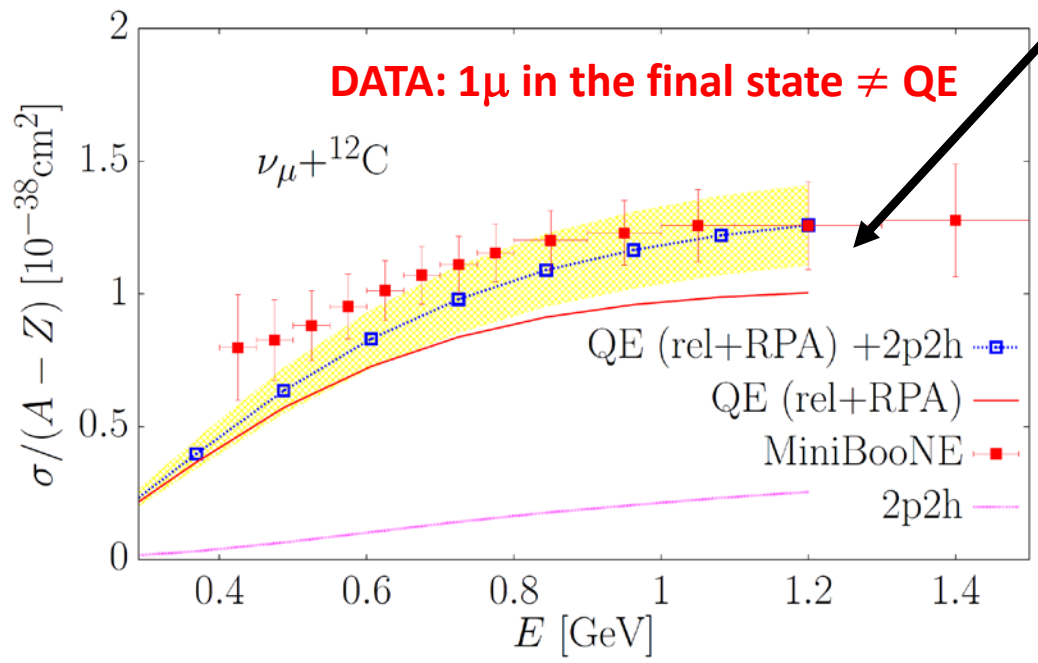 2
DATA: 1μ in the final state ≠ QE
1.5
ν_μ+¹²C
σ/(A − Z) [10⁻³⁸cm²]
1
QE (rel+RPA) +2p2h
QE (rel+RPA)
0.5
MiniBooNE
2p2h
0
0.4 0.6 0.8 1 1.2 1.4
E [GeV]